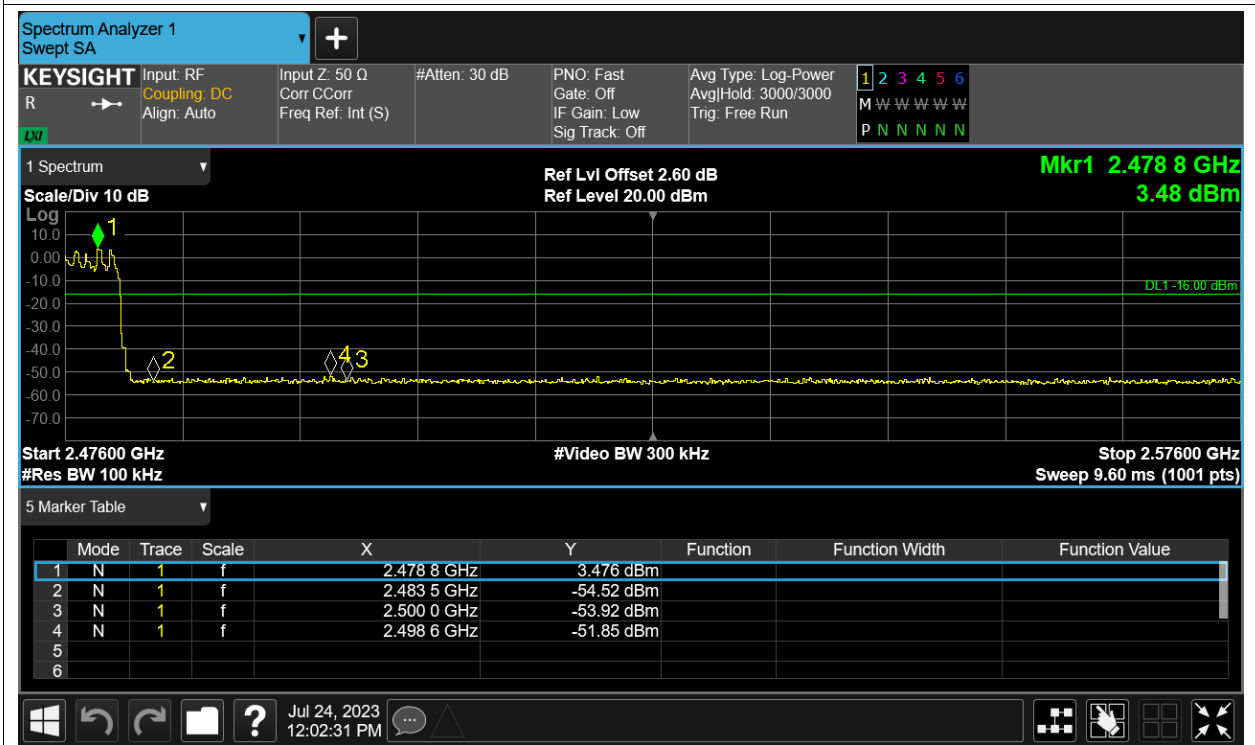 Spectrum Analyzer 1
Swept SA
+
KEYSIGHT Input: RF Input Z: 50 Ω #Atten: 30 dB PNO: Fast Avg Type: Log-Power 1 2 3 4 5 6
R Coupling: DC Corr CCorr Gate: Off Avg|Hold: 3000/3000 M W W W W W
Align: Auto Freq Ref: Int (S) IF Gain: Low Trig: Free Run
LXI Sig Track: Off P N N N N N
1 Spectrum Ref Lvl Offset 2.60 dB Mkr1 2.478 8 GHz
Scale/Div 10 dB Ref Level 20.00 dBm 3.48 dBm
Log
1
10.0
0.00
-10.0
DL1 -16.00 dBm
-20.0
-30.0
-40.0
2 4 3
-50.0
-60.0
-70.0
Start 2.47600 GHz #Video BW 300 kHz Stop 2.57600 GHz
#Res BW 100 kHz Sweep 9.60 ms (1001 pts)
5 Marker Table
Mode Trace Scale X Y Function Function Width Function Value
1 N 1 f 2.478 8 GHz 3.476 dBm
2 N 1 f 2.483 5 GHz -54.52 dBm
3 N 1 f 2.500 0 GHz -53.92 dBm
4 N 1 f 2.498 6 GHz -51.85 dBm
5
6
? Jul 24, 2023
12:02:31 PM